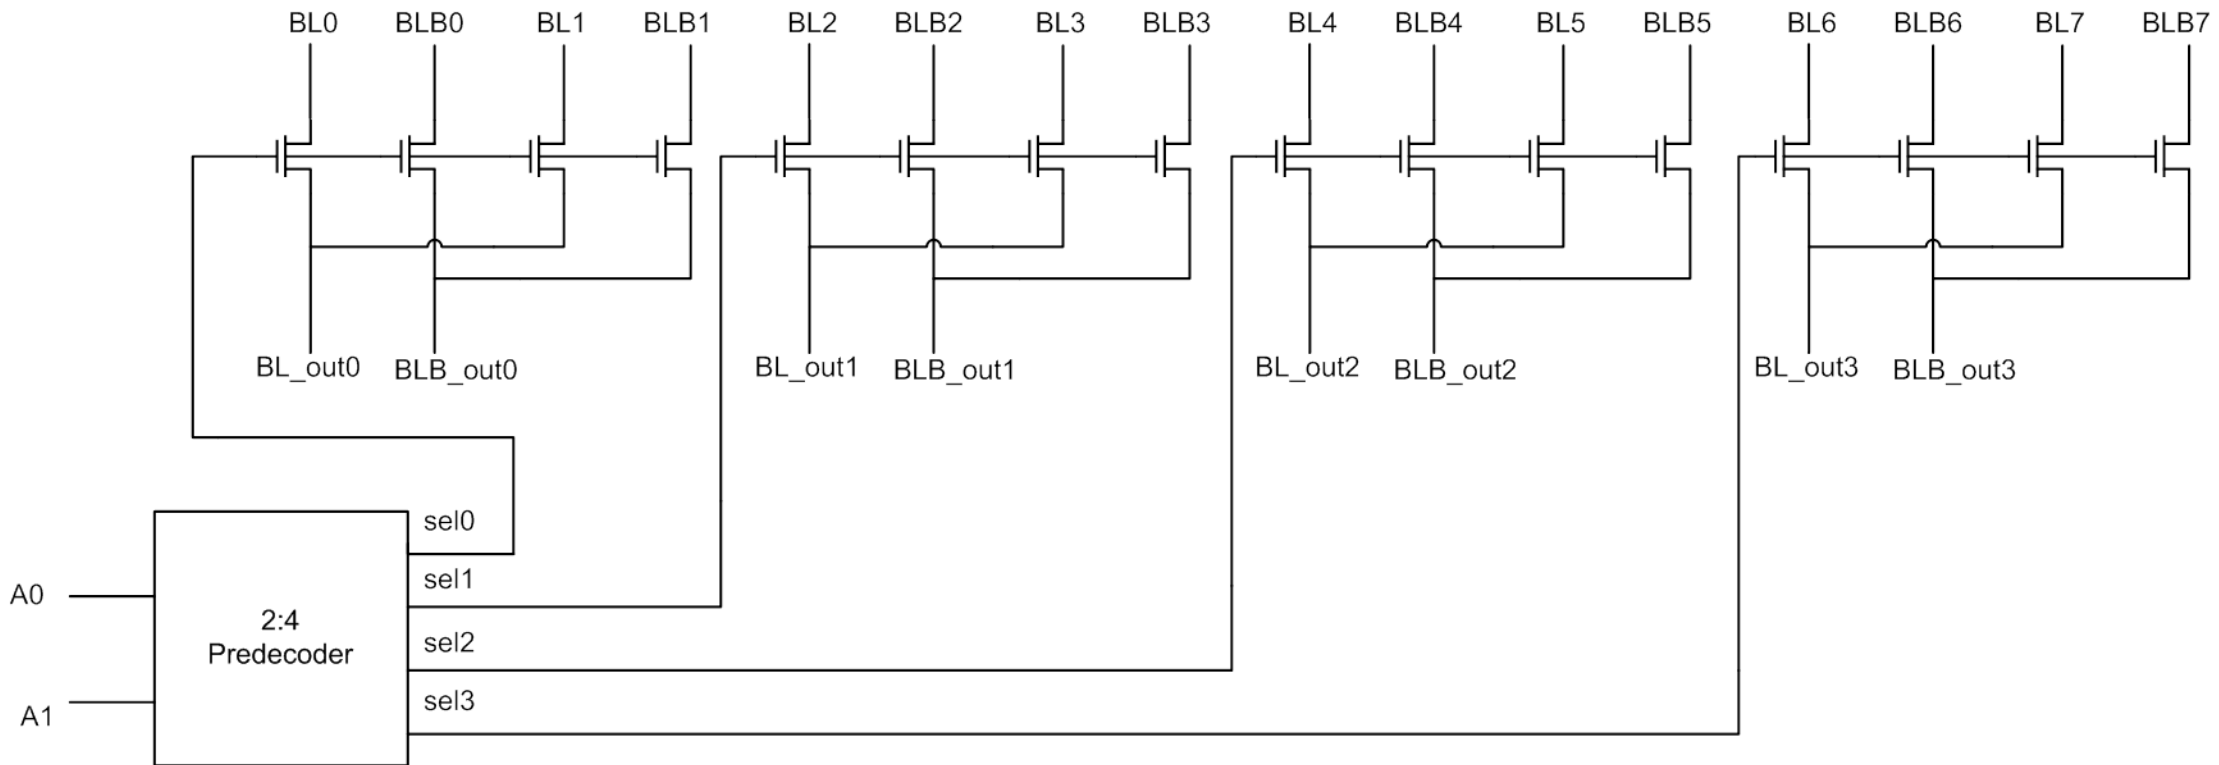 BL0 BLB0 BL1 BLB1 BL2 BLB2 BL3 BLB3 BL4 BLB4 BL5 BLB5 BL6 BLB6 BL7 BLB7
BL_out0 BLB_out0 BL_out1 BLB_out1 BL_out2 BLB_out2 BL_out3 BLB_out3
sel0
sel1
A0
2:4
Predecoder
sel2
sel3
A1